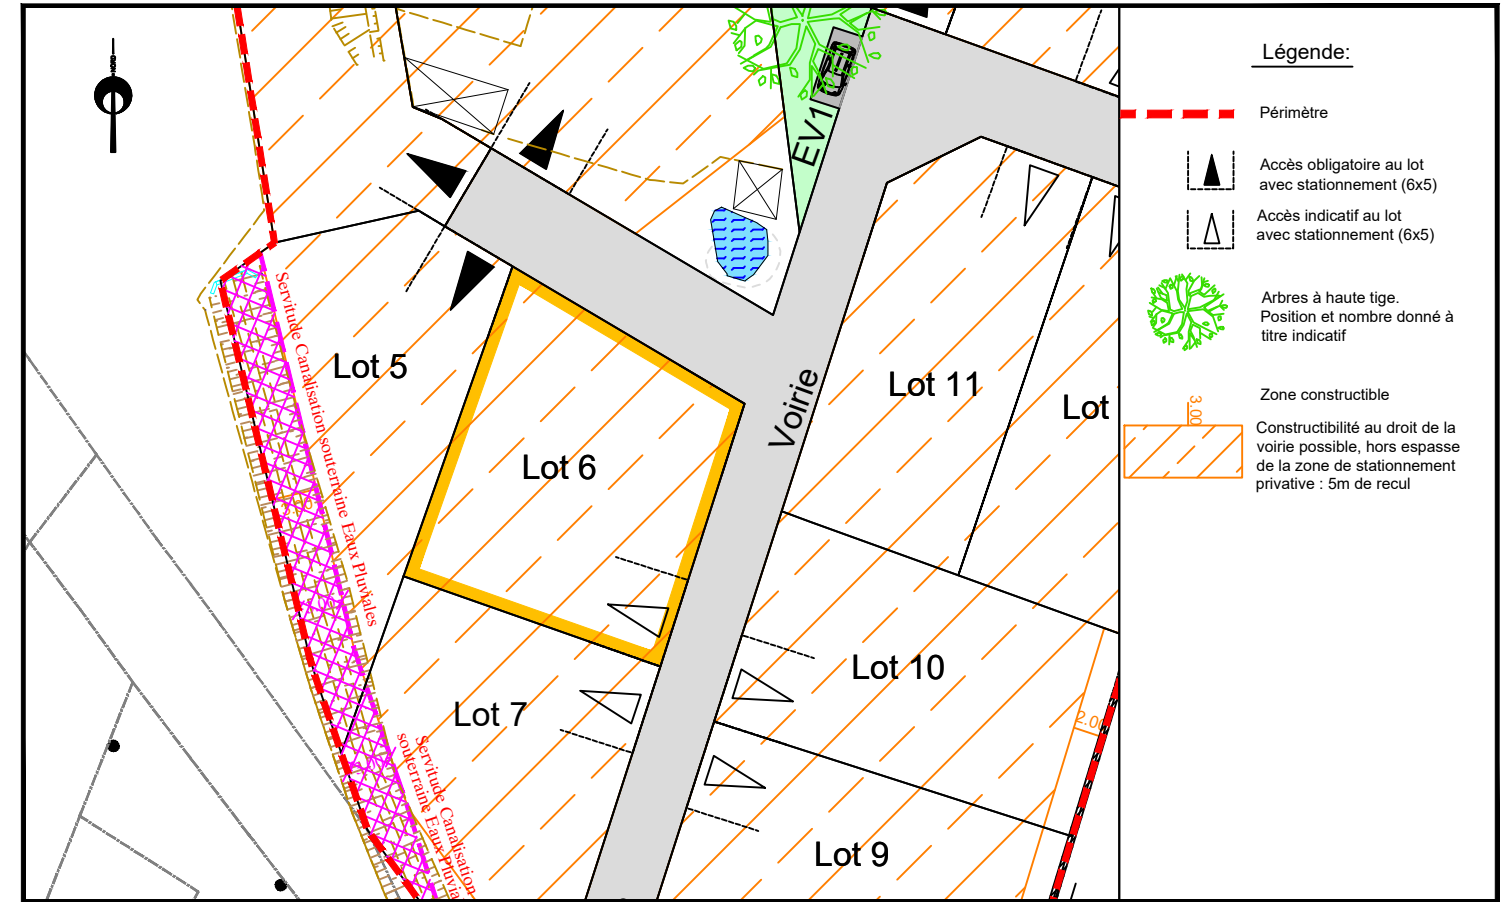 NORD
EV1
Voirie
Lot 5
Lot 6
Lot 7
Lot 11
Lot
Lot 10
Lot 9
2.00
Servitude Canalisation souterraine Eaux Pluviales
Servitude Canalisation
souterraine Eaux Pluvia
Légende:
Périmètre
Accès obligatoire au lot
avec stationnement (6x5)
Accès indicatif au lot
avec stationnement (6x5)
Arbres à haute tige.
Position et nombre donné à
titre indicatif
Zone constructible
3.00
Constructibilité au droit de la
voirie possible, hors espasse
de la zone de stationnement
privative : 5m de recul